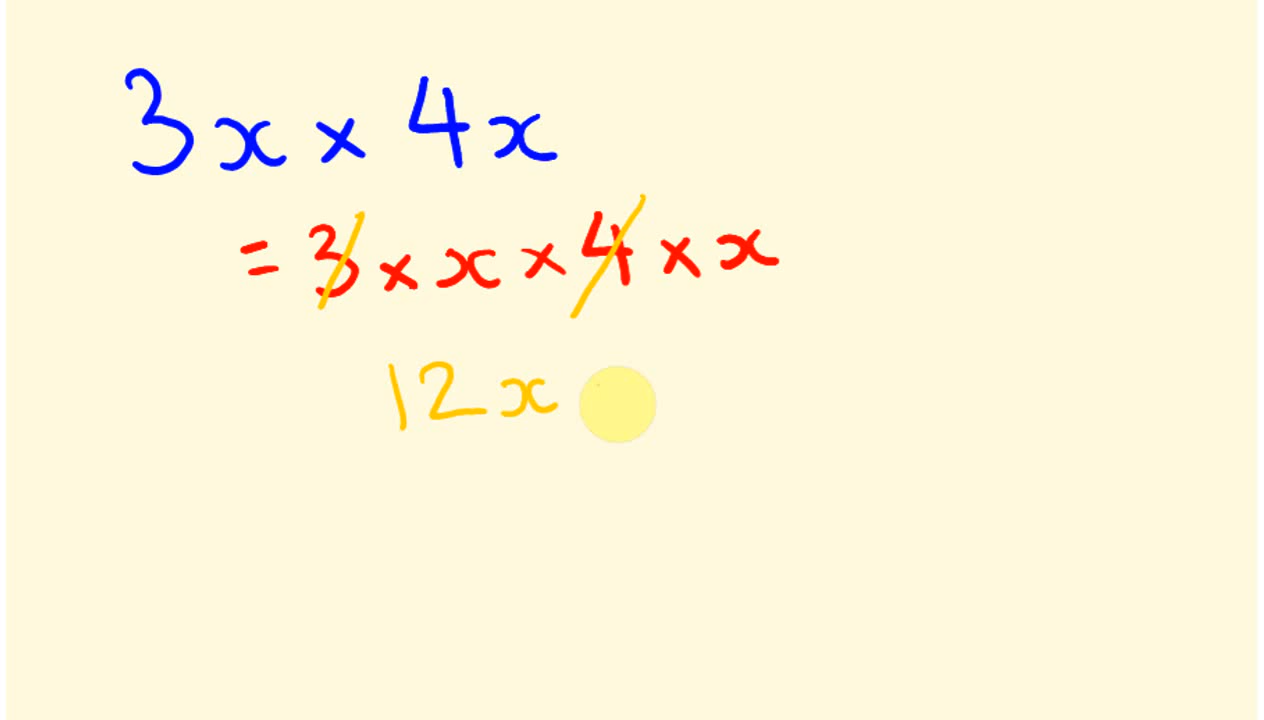 3x × 4x
= 3 × x × 4 × x
12x